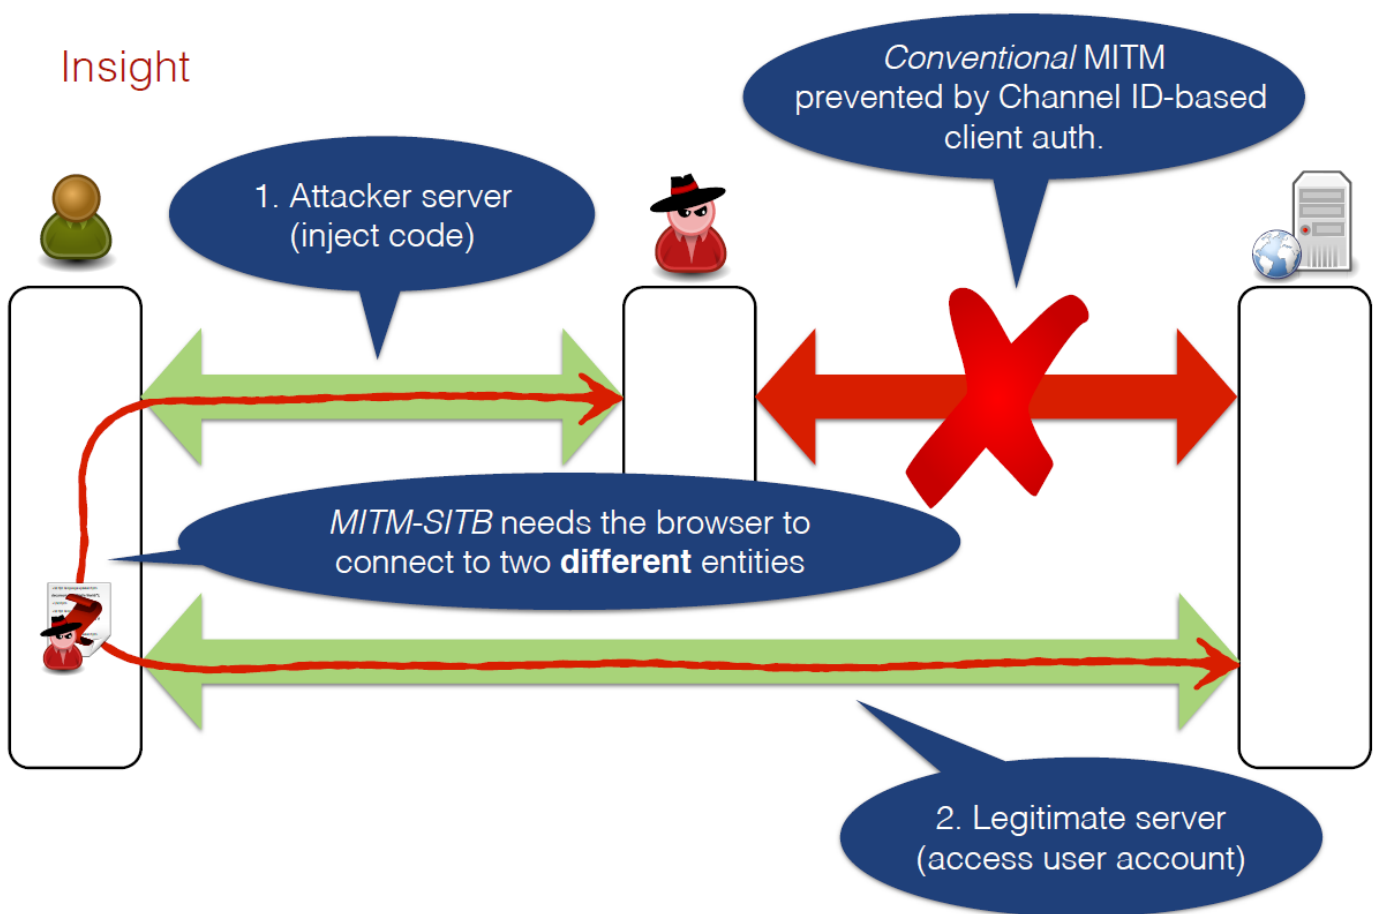 Insight
Conventional MITM
prevented by Channel ID-based
client auth.
1. Attacker server
(inject code)
MITM-SITB needs the browser to
connect to two different entities
2. Legitimate server
(access user account)